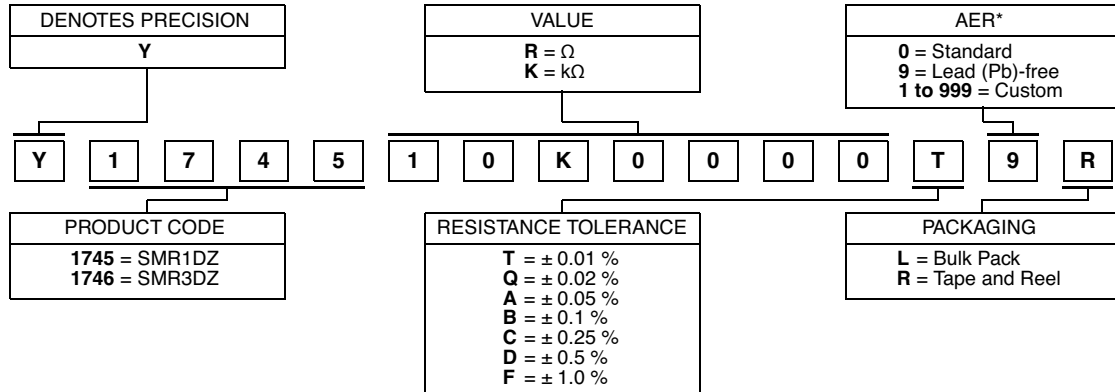 DENOTES PRECISION
Y
VALUE
R = Ω
K = kΩ
AER*
0 = Standard
9 = Lead (Pb)-free
1 to 999 = Custom
Y 1 7 4 5 1 0 K 0 0 0 0 T 9 R
PRODUCT CODE
1745 = SMR1DZ
1746 = SMR3DZ
RESISTANCE TOLERANCE
T = ± 0.01 %
Q = ± 0.02 %
A = ± 0.05 %
B = ± 0.1 %
C = ± 0.25 %
D = ± 0.5 %
F = ± 1.0 %
PACKAGING
L = Bulk Pack
R = Tape and Reel